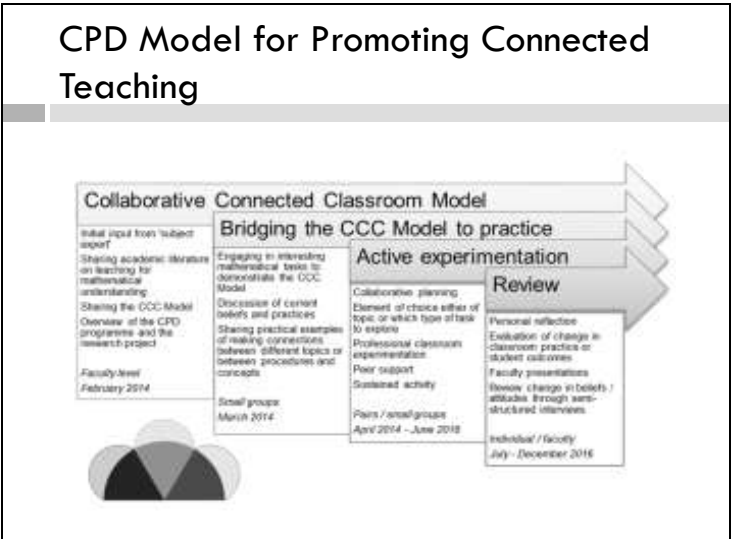 CPD Model for Promoting Connected
Teaching
Collaborative Connected Classroom Model
Initial input from 'subject
expert'
Sharing academic literature
on teaching for
mathematical
understanding
Sharing the CCC Model
Overview of the CPD
programme and the
research project
Faculty level
February 2014
Bridging the CCC Model to practice
Engaging in interesting
mathematical tasks to
demonstrate the CCC
Model
Discussion of current
beliefs and practices
Sharing practical examples
of making connections
between different topics or
between procedures and
concepts
Small groups
March 2014
Active experimentation
Collaborative planning
Element of choice either of
topic or which type of task
to explore
Professional classroom
experimentation
Peer support
Sustained activity
Pairs / small groups
April 2014 – June 2016
Review
Personal reflection
Evaluation of change in
classroom practice or
student outcomes
Faculty presentations
Review change in beliefs /
attitudes through semi-
structured interviews
Individual / faculty
July - December 2016